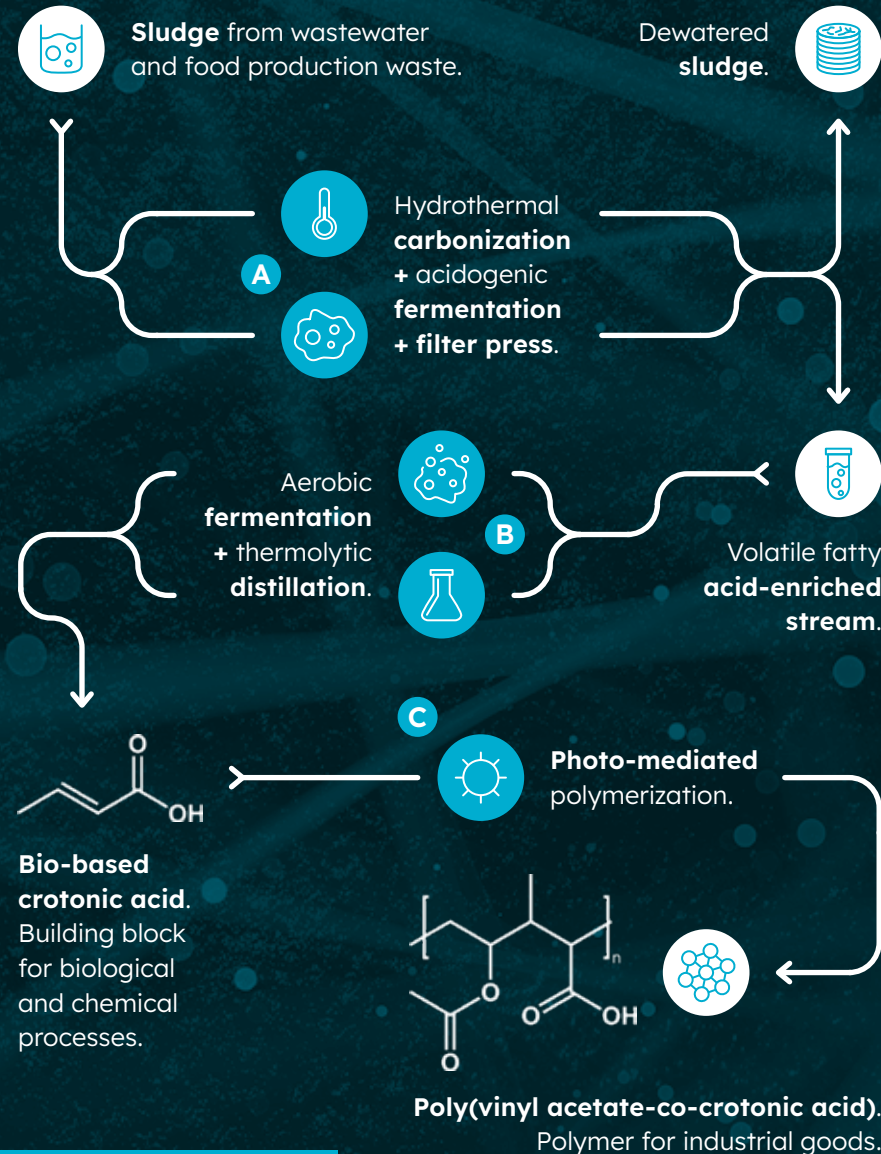 Sludge from wastewater
and food production waste.
Dewatered
sludge.
A
Hydrothermal
carbonization
+ acidogenic
fermentation
+ filter press.
Aerobic
fermentation
+ thermolytic
distillation.
B
Volatile fatty
acid-enriched
stream.
C
Photo-mediated
polymerization.
O
OH
Bio-based
crotonic acid.
Building block
for biological
and chemical
processes.
n
O
O
OH
O
Poly(vinyl acetate-co-crotonic acid).
Polymer for industrial goods.